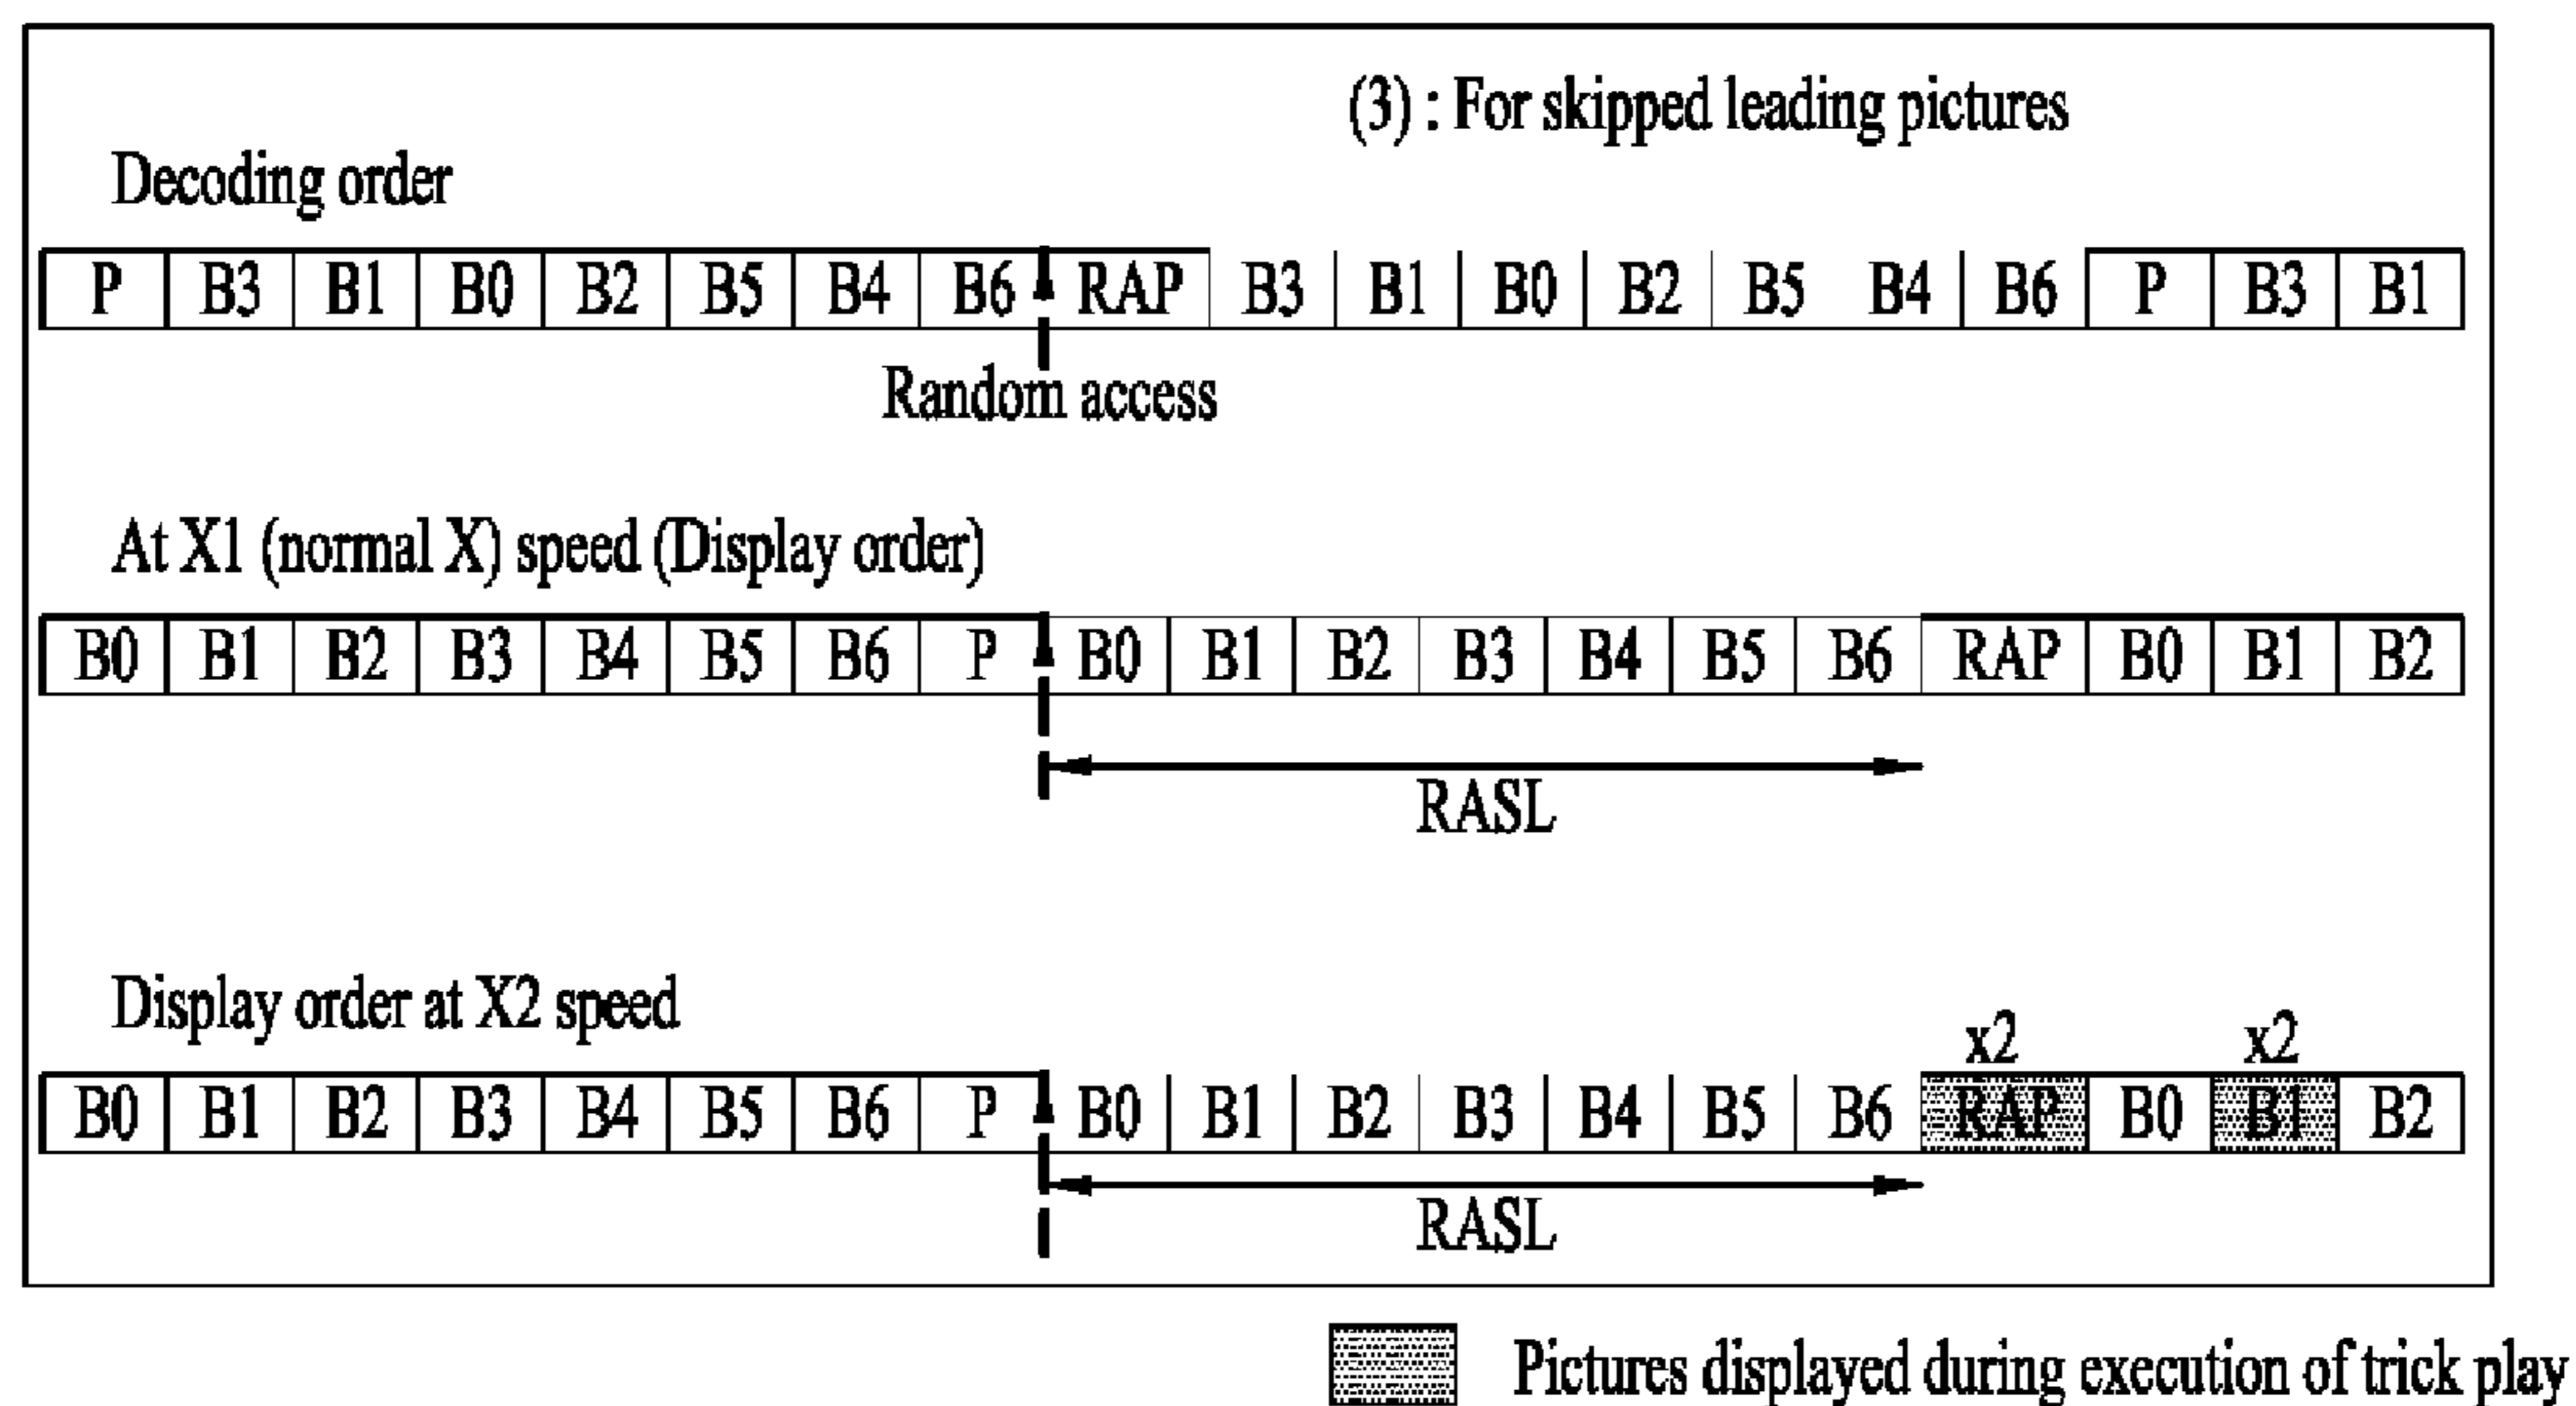 (3) : For skipped leading pictures
Decoding order
P B3 B1 B0 B2 B5 B4 B6 RAP B3 B1 B0 B2 B5 B4 B6 P B3 B1
Random access
At X1 (normal X) speed (Display order)
B0 B1 B2 B3 B4 B5 B6 P B0 B1 B2 B3 B4 B5 B6 RAP B0 B1 B2
RASL
Display order at X2 speed
x2 x2
B0 B1 B2 B3 B4 B5 B6 P B0 B1 B2 B3 B4 B5 B6 RAP B0 B1 B2
RASL
Pictures displayed during execution of trick play